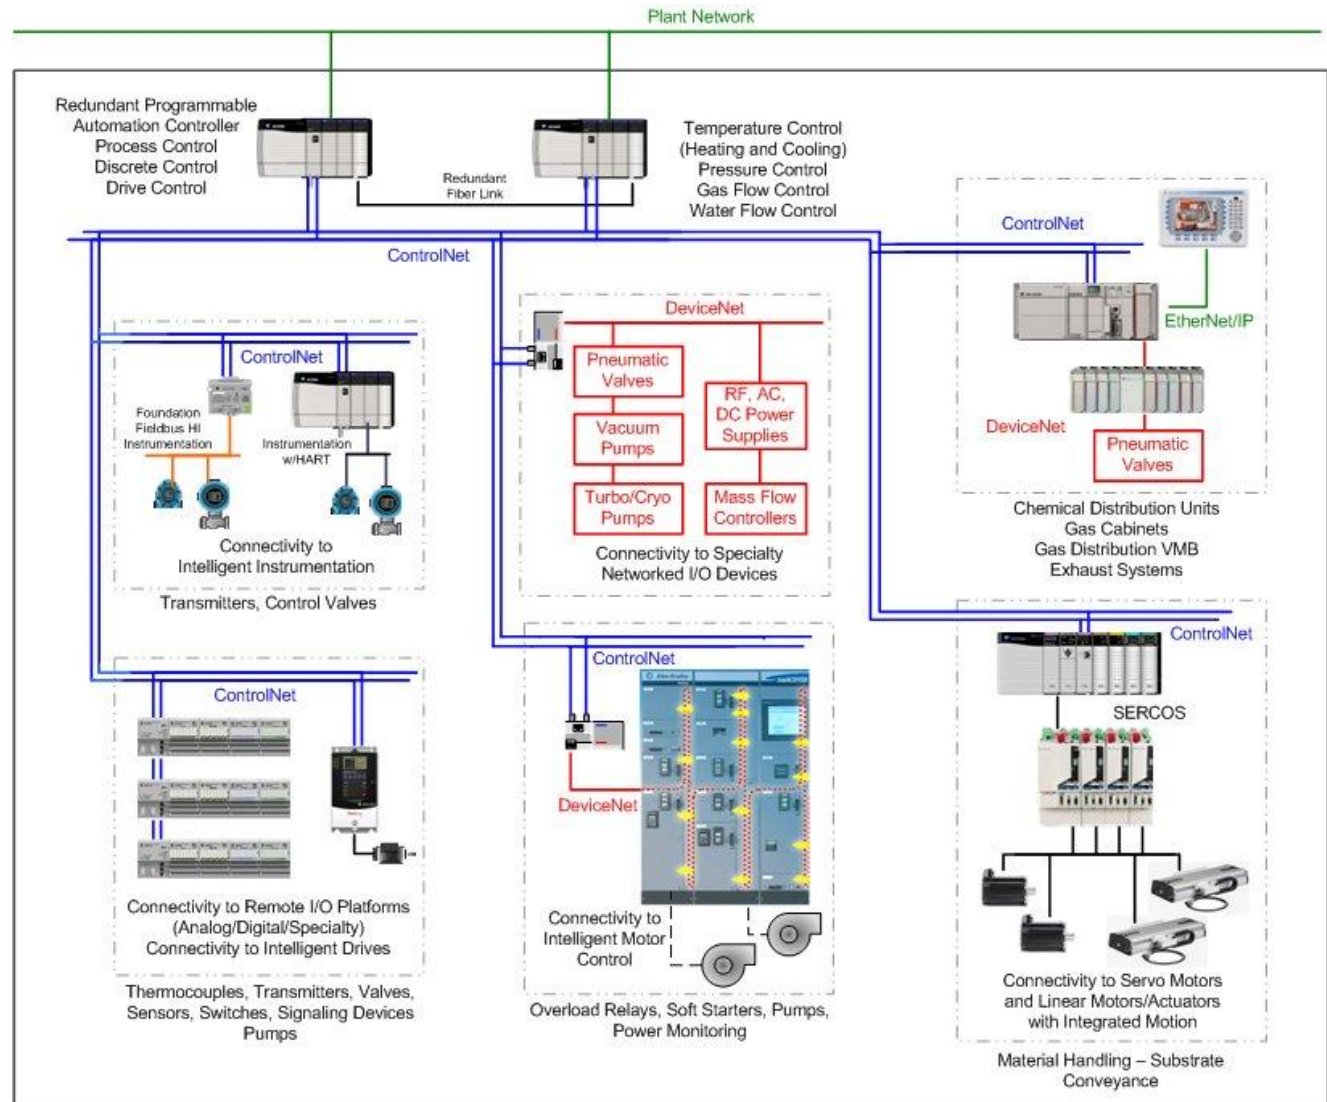 Plant Network
Redundant Programmable
Automation Controller
Process Control
Discrete Control
Drive Control
Redundant
Fiber Link
Temperature Control
(Heating and Cooling)
Pressure Control
Gas Flow Control
Water Flow Control
ControlNet
ControlNet
EtherNet/IP
DeviceNet
Pneumatic
Valves
Chemical Distribution Units
Gas Cabinets
Gas Distribution VMB
Exhaust Systems
ControlNet
Foundation
Fieldbus HI
Instrumentation
Instrumentation
w/HART
Connectivity to
Intelligent Instrumentation
Transmitters, Control Valves
DeviceNet
Pneumatic
Valves
Vacuum
Pumps
Turbo/Cryo
Pumps
RF, AC,
DC Power
Supplies
Mass Flow
Controllers
Connectivity to Specialty
Networked I/O Devices
ControlNet
Connectivity to Remote I/O Platforms
(Analog/Digital/Specialty)
Connectivity to Intelligent Drives
Thermocouples, Transmitters, Valves,
Sensors, Switches, Signaling Devices
Pumps
ControlNet
DeviceNet
Connectivity to
Intelligent Motor
Control
Overload Relays, Soft Starters, Pumps,
Power Monitoring
ControlNet
SERCOS
Connectivity to Servo Motors
and Linear Motors/Actuators
with Integrated Motion
Material Handling – Substrate
Conveyance